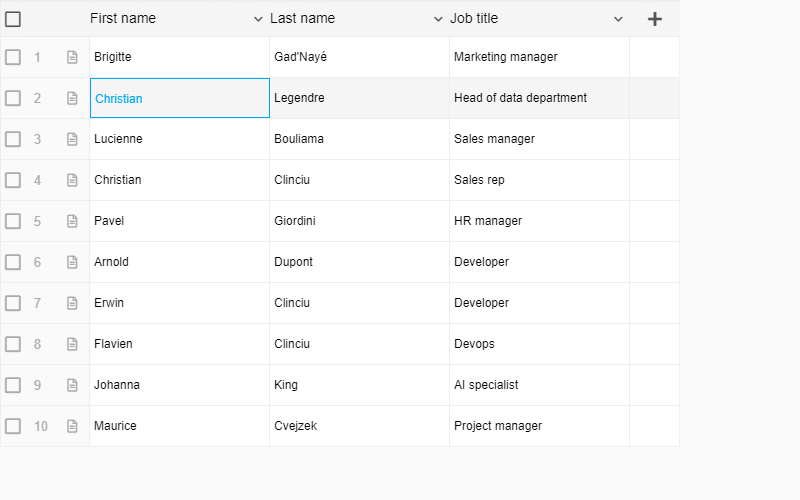 First name Last name Job title
1 Brigitte Gad'Nayé Marketing manager
2 Christian Legendre Head of data department
3 Lucienne Bouliama Sales manager
4 Christian Clinciu Sales rep
5 Pavel Giordini HR manager
6 Arnold Dupont Developer
7 Erwin Clinciu Developer
8 Flavien Clinciu Devops
9 Johanna King AI specialist
10 Maurice Cvejzek Project manager